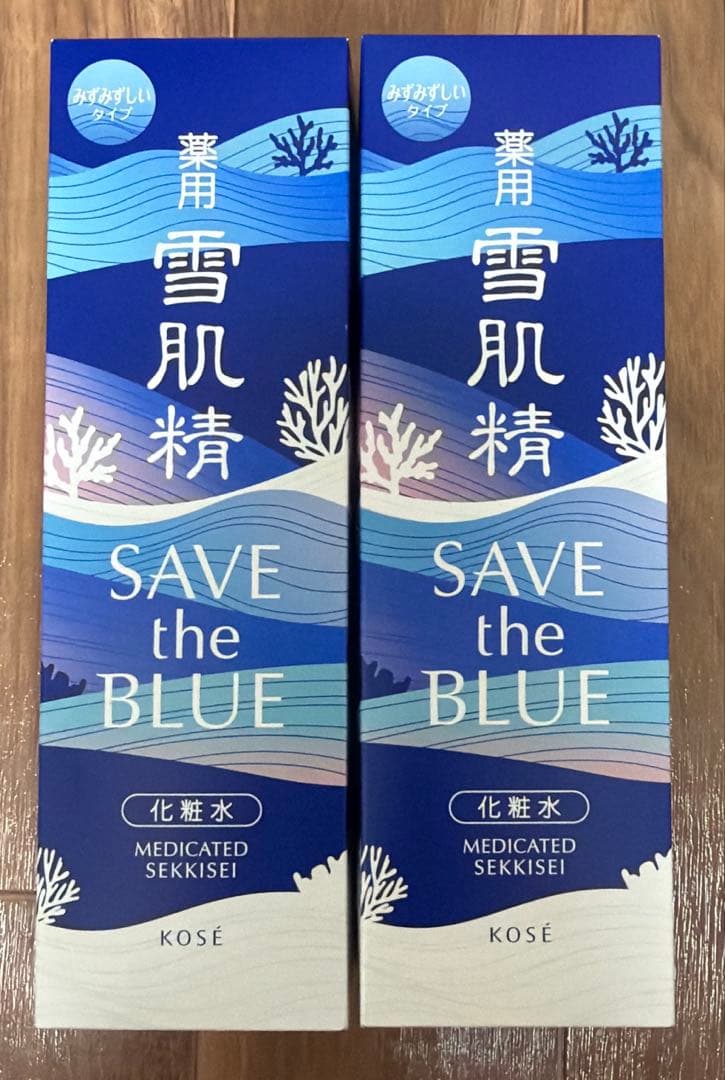 みずみずしい
タイプ
薬用
雪肌精
SAVE
the
BLUE
化粧水
MEDICATED
SEKKISEI
KOSÉ
みずみずしい
タイプ
薬用
雪肌精
SAVE
the
BLUE
化粧水
MEDICATED
SEKKISEI
KOSÉ